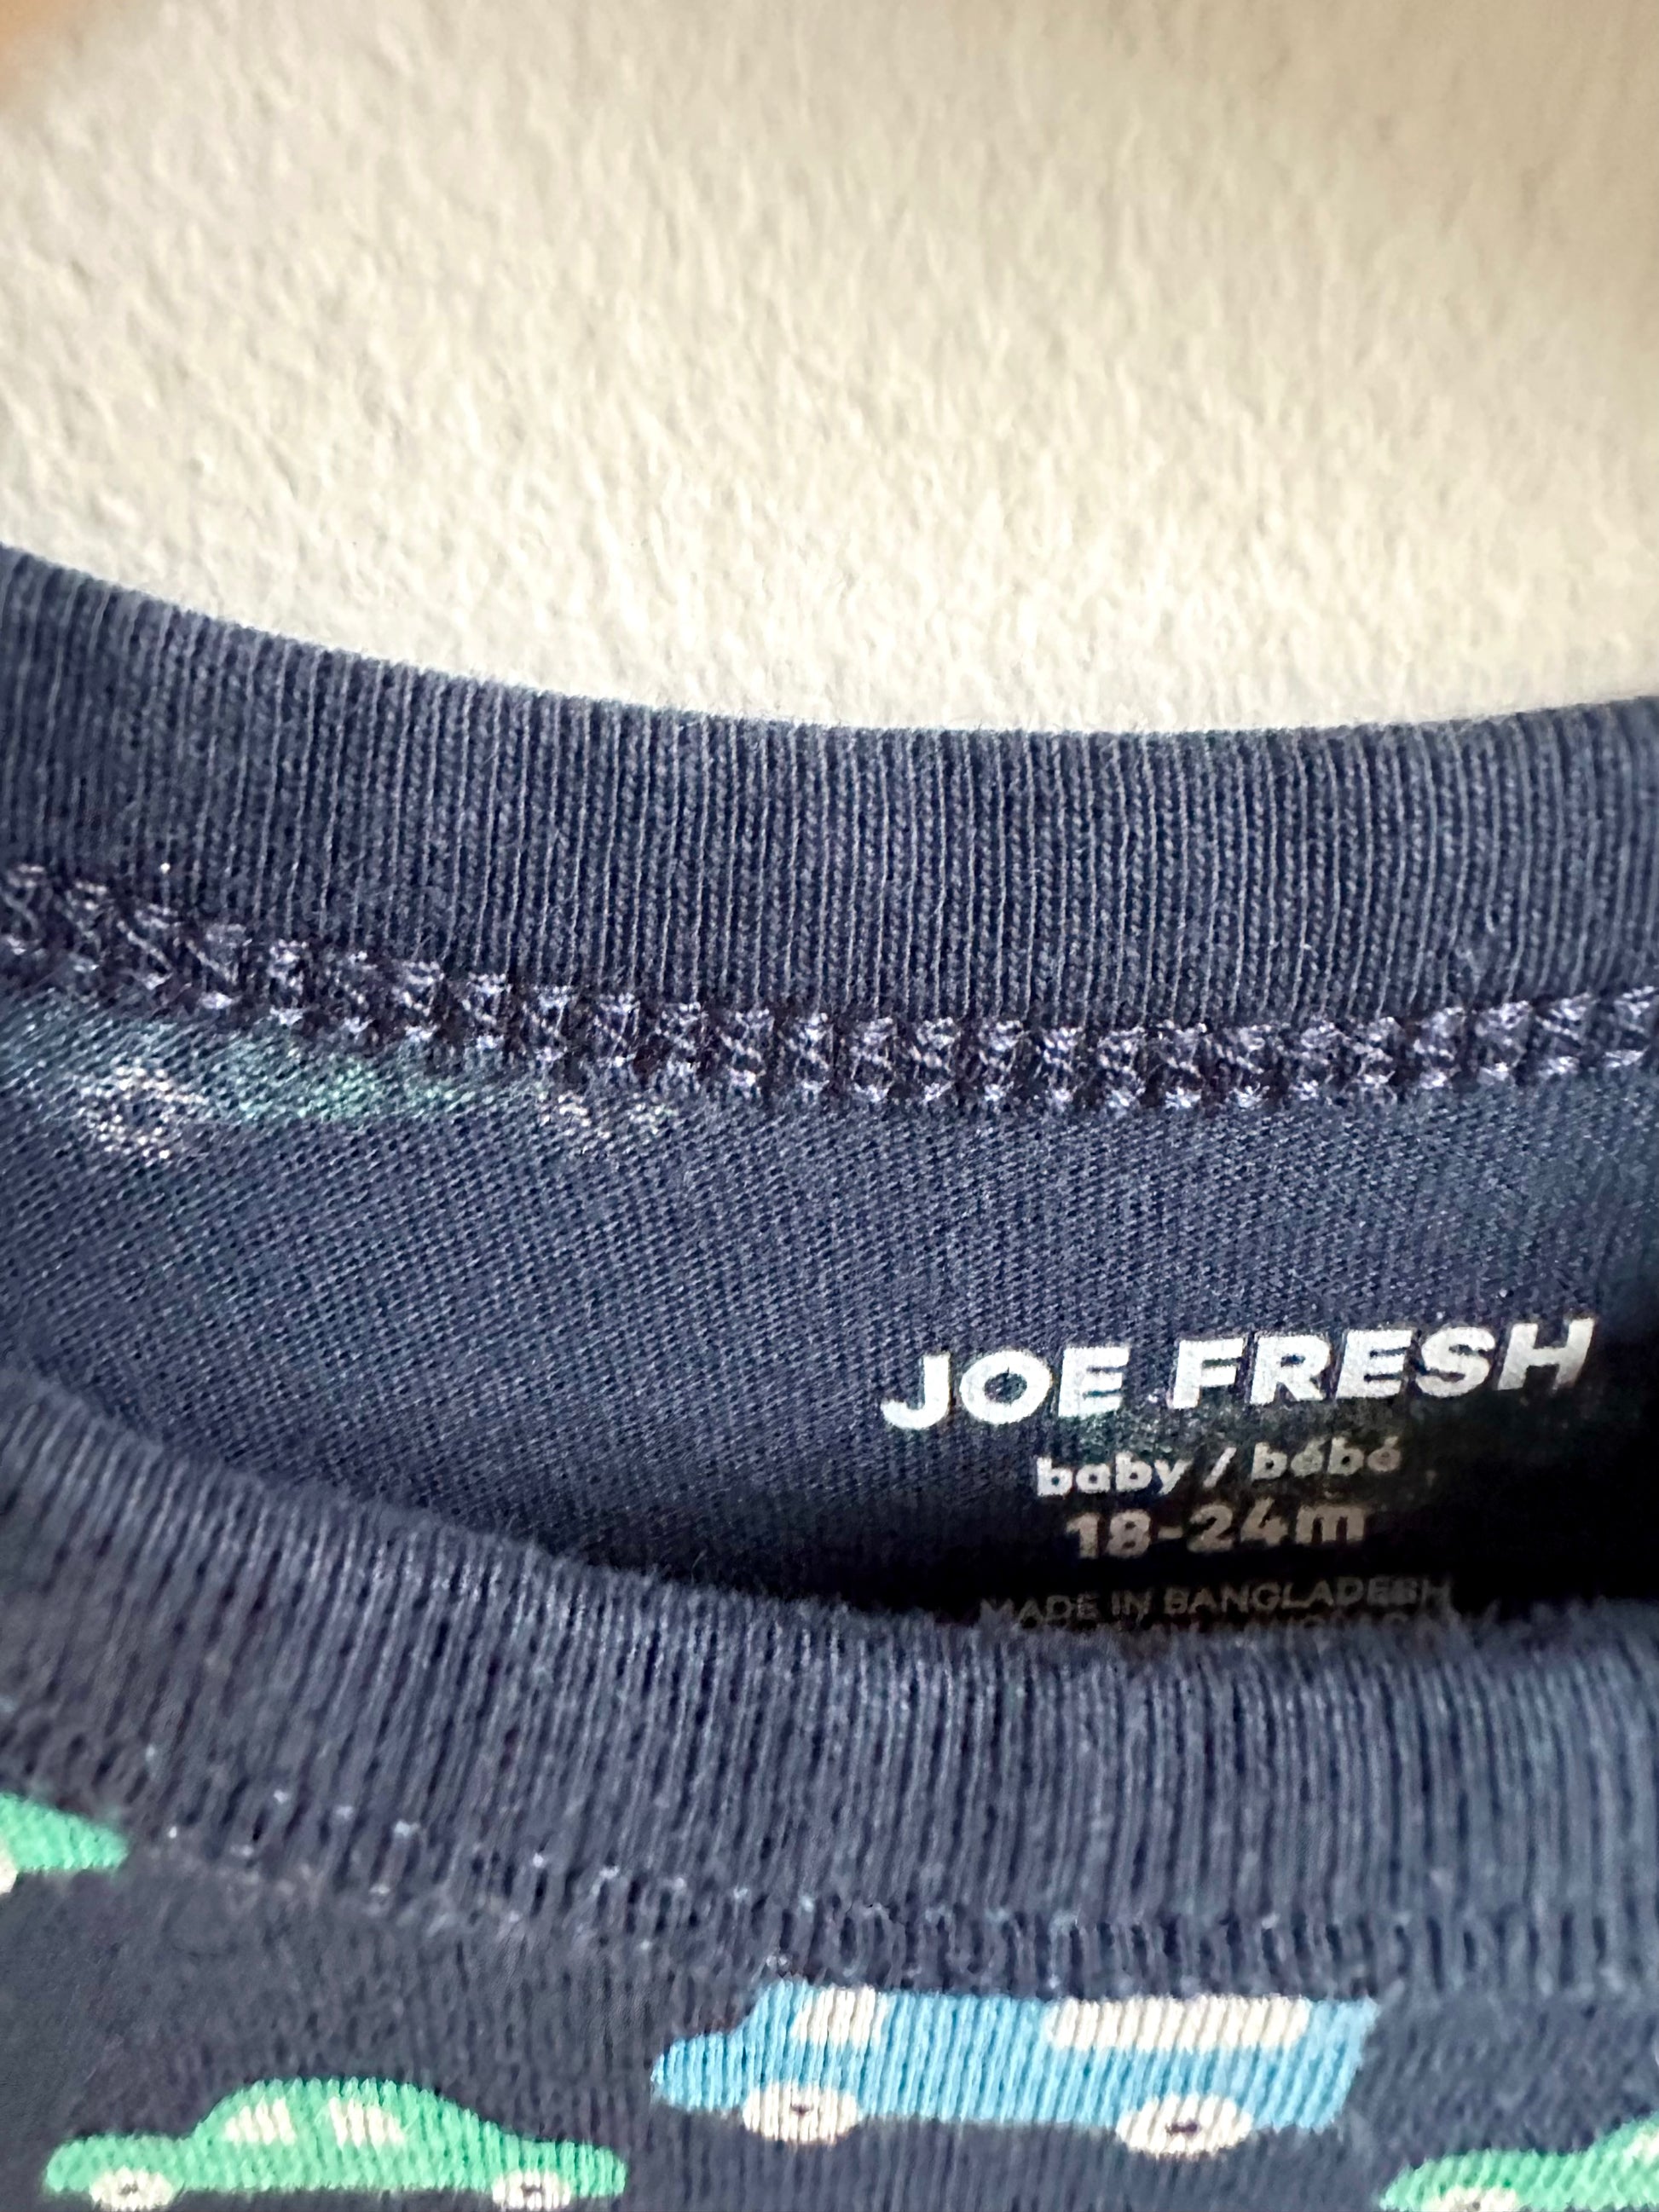 JOE FRESH
baby / bébé
18-24m
MADE IN BANGLADESH